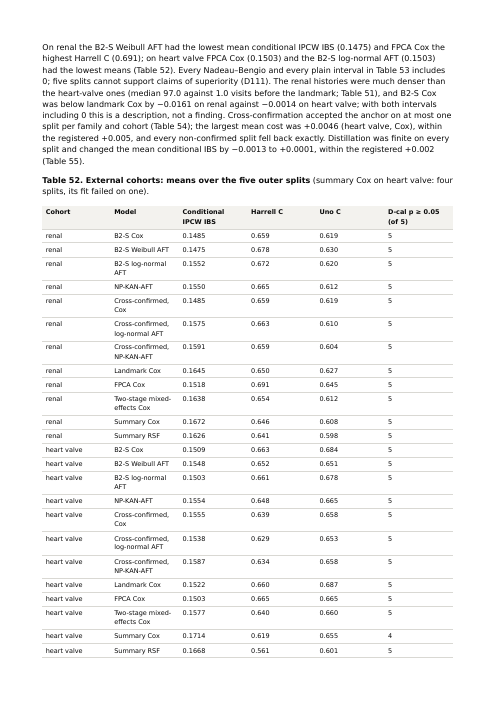 On renal the B2-S Weibull AFT had the lowest mean conditional IPCW IBS (0.1475) and FPCA Cox the
highest Harrell C (0.691); on heart valve FPCA Cox (0.1503) and the B2-S log-normal AFT (0.1503)
had the lowest means (Table 52). Every Nadeau–Bengio and every plain interval in Table 53 includes
0; five splits cannot support claims of superiority (D111). The renal histories were much denser than
the heart-valve ones (median 97.0 against 1.0 visits before the landmark; Table 51), and B2-S Cox
was below landmark Cox by −0.0161 on renal against −0.0014 on heart valve; with both intervals
including 0 this is a description, not a finding. Cross-confirmation accepted the anchor on at most one
split per family and cohort (Table 54); the largest mean cost was +0.0046 (heart valve, Cox), within
the registered +0.005, and every non-confirmed split fell back exactly. Distillation was finite on every
split and changed the mean conditional IBS by −0.0013 to +0.0001, within the registered +0.002
(Table 55).
Table 52. External cohorts: means over the five outer splits (summary Cox on heart valve: four
splits, its fit failed on one).
Cohort Model Conditional IPCW IBS Harrell C Uno C D-cal p ≥ 0.05 (of 5)
renal B2-S Cox 0.1485 0.659 0.619 5
renal B2-S Weibull AFT 0.1475 0.678 0.630 5
renal B2-S log-normal AFT 0.1552 0.672 0.620 5
renal NP-KAN-AFT 0.1550 0.665 0.612 5
renal Cross-confirmed, Cox 0.1485 0.659 0.619 5
renal Cross-confirmed, log-normal AFT 0.1575 0.663 0.610 5
renal Cross-confirmed, NP-KAN-AFT 0.1591 0.659 0.604 5
renal Landmark Cox 0.1645 0.650 0.627 5
renal FPCA Cox 0.1518 0.691 0.645 5
renal Two-stage mixed-effects Cox 0.1638 0.654 0.612 5
renal Summary Cox 0.1672 0.646 0.608 5
renal Summary RSF 0.1626 0.641 0.598 5
heart valve B2-S Cox 0.1509 0.663 0.684 5
heart valve B2-S Weibull AFT 0.1548 0.652 0.651 5
heart valve B2-S log-normal AFT 0.1503 0.661 0.678 5
heart valve NP-KAN-AFT 0.1554 0.648 0.665 5
heart valve Cross-confirmed, Cox 0.1555 0.639 0.658 5
heart valve Cross-confirmed, log-normal AFT 0.1538 0.629 0.653 5
heart valve Cross-confirmed, NP-KAN-AFT 0.1587 0.634 0.658 5
heart valve Landmark Cox 0.1522 0.660 0.687 5
heart valve FPCA Cox 0.1503 0.665 0.665 5
heart valve Two-stage mixed-effects Cox 0.1577 0.640 0.660 5
heart valve Summary Cox 0.1714 0.619 0.655 4
heart valve Summary RSF 0.1668 0.561 0.601 5